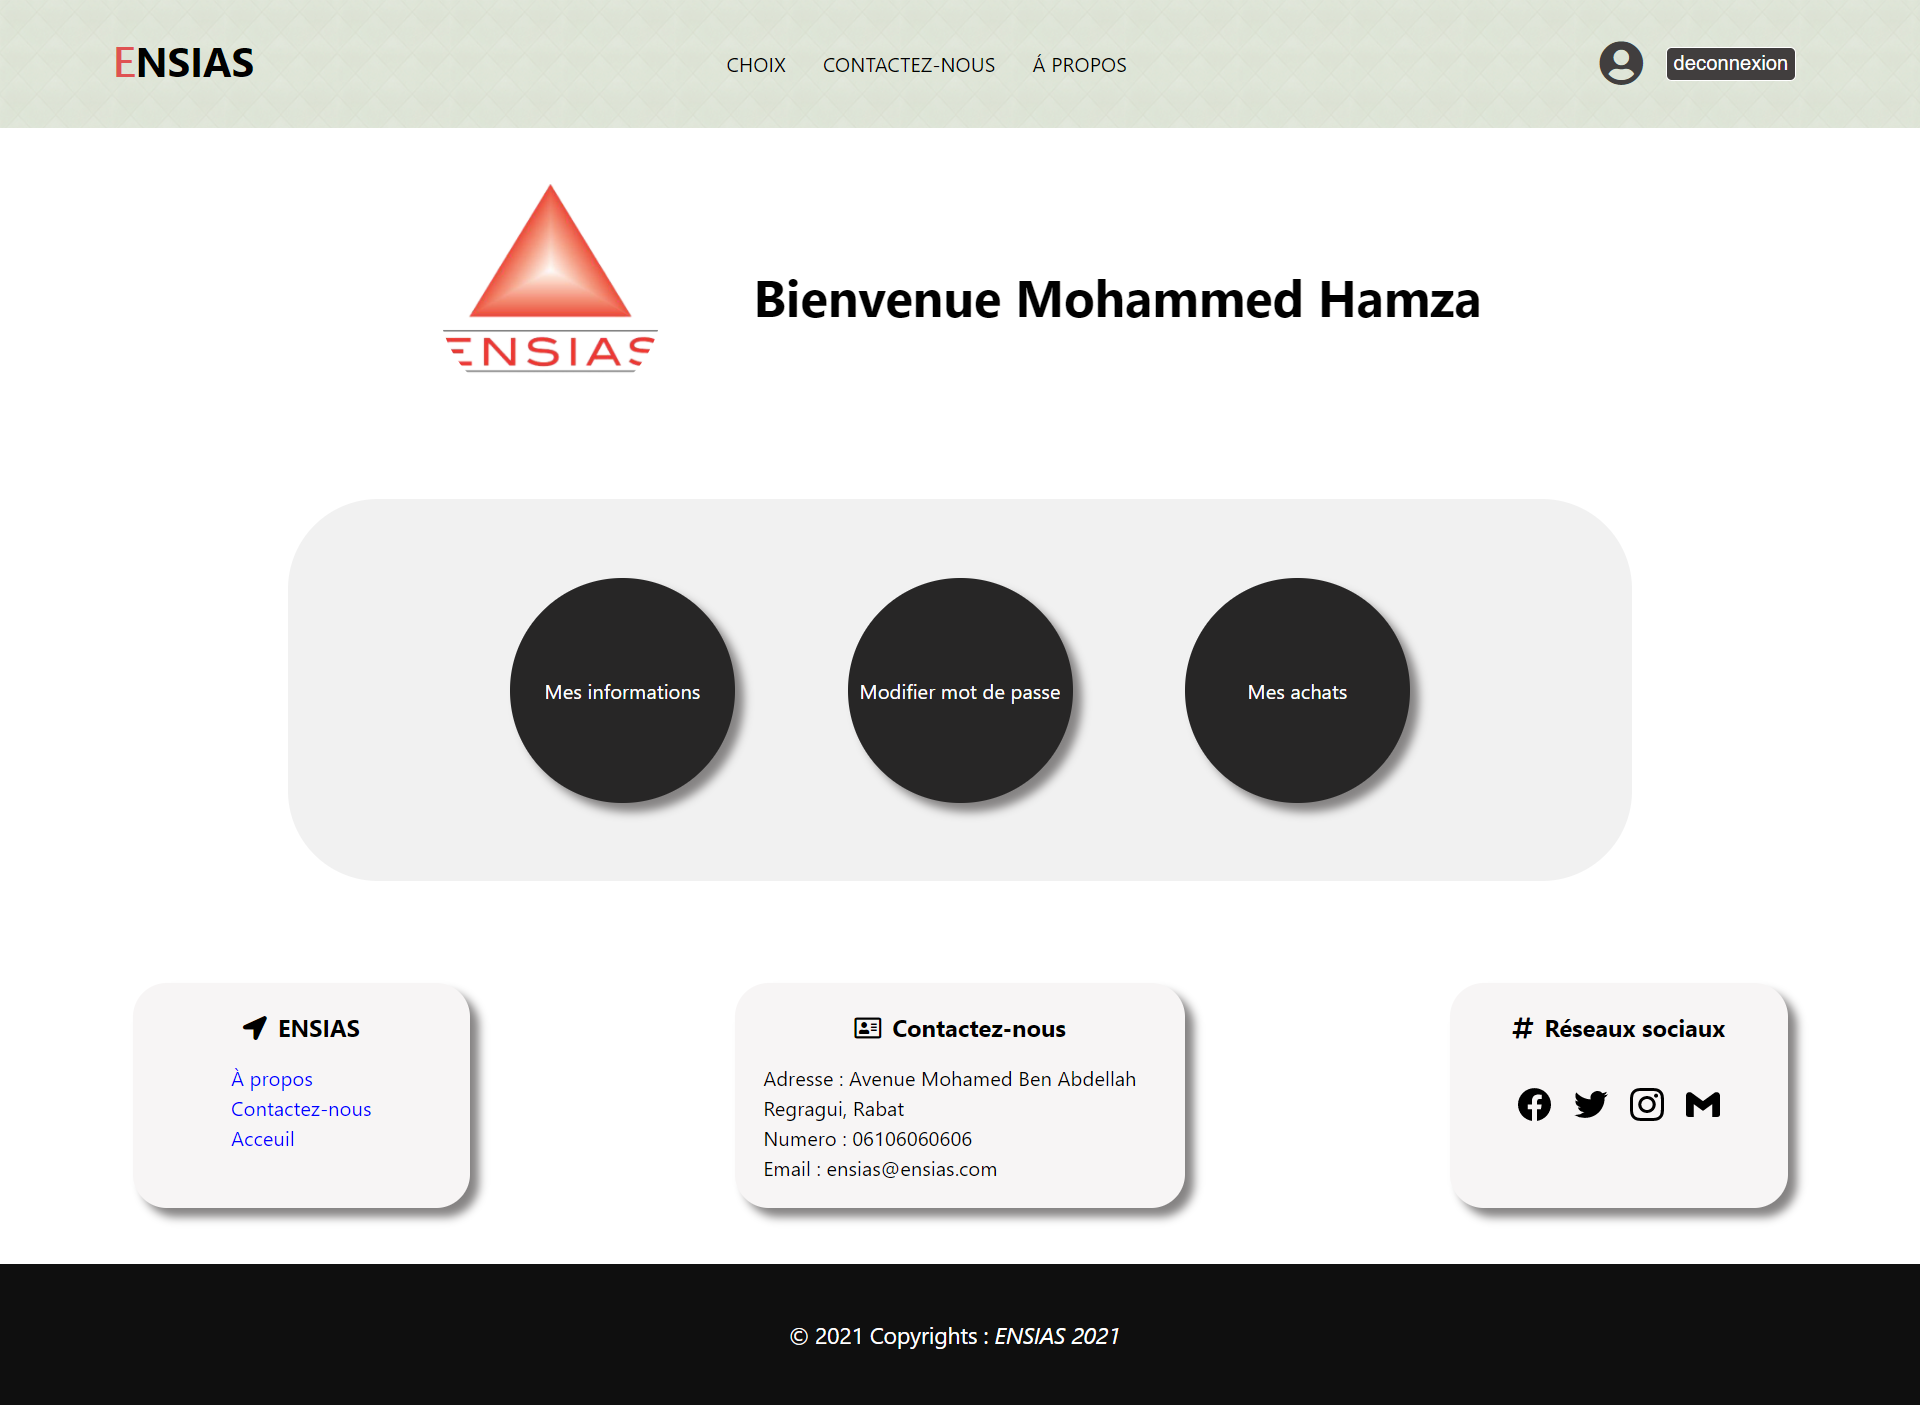 ENSIAS
CHOIX CONTACTEZ-NOUS Á PROPOS
deconnexion
ENSIAS
Bienvenue Mohammed Hamza
Mes informations
Modifier mot de passe
Mes achats
ENSIAS
À propos
Contactez-nous
Acceuil
Contactez-nous
Adresse : Avenue Mohamed Ben Abdellah
Regragui, Rabat
Numero : 06106060606
Email : ensias@ensias.com
# Réseaux sociaux
© 2021 Copyrights : ENSIAS 2021